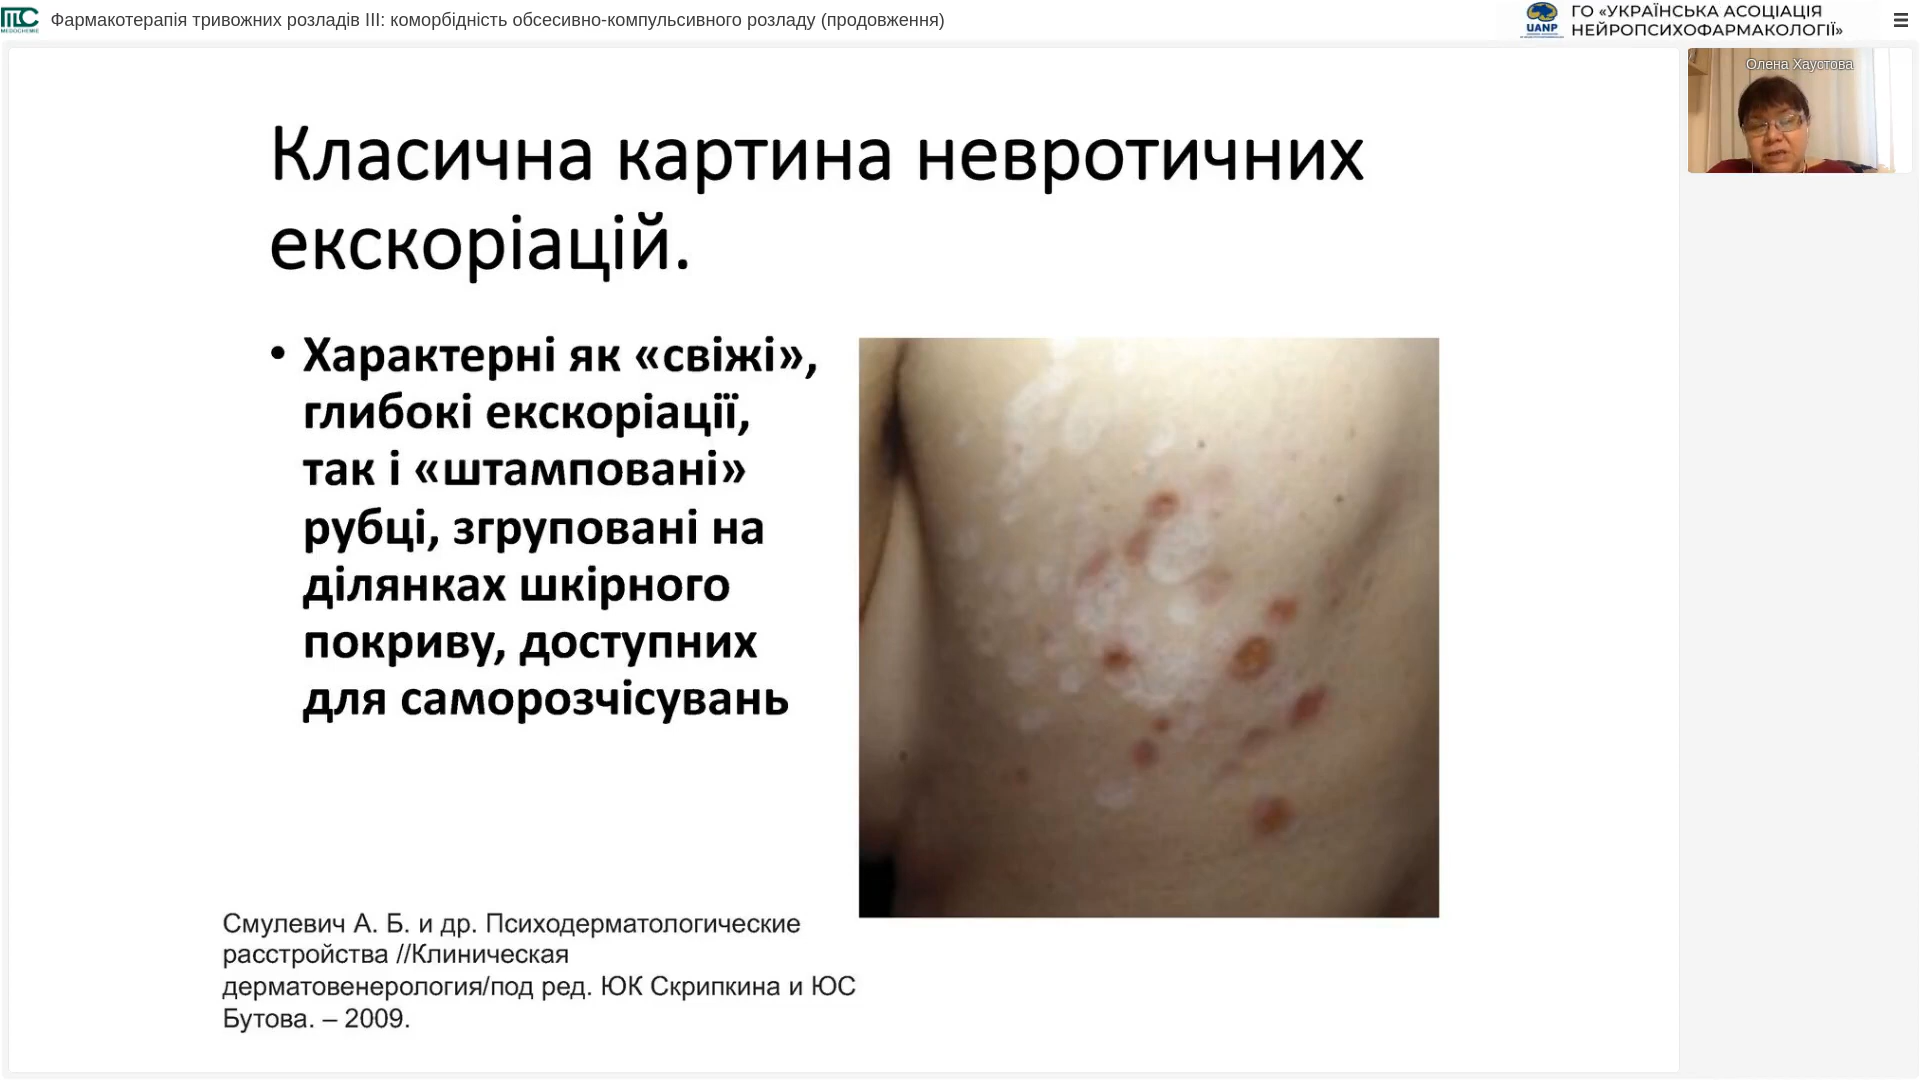 MEDOCHEMIE
Фармакотерапія тривожних розладів III: коморбідність обсесивно-компульсивного розладу (продовження)
UANP
ГО «УКРАЇНСЬКА АСОЦІАЦІЯ
НЕЙРОПСИХОФАРМАКОЛОГІЇ»
Олена Хаустова
Класична картина невротичних
екскоріацій.
• Характерні як «свіжі»,
глибокі екскоріації,
так і «штамповані»
рубці, згруповані на
ділянках шкірного
покриву, доступних
для саморозчісувань
Смулевич А. Б. и др. Психодерматологические
расстройства //Клиническая
дерматовенерология/под ред. ЮК Скрипкина и ЮС
Бутова. – 2009.